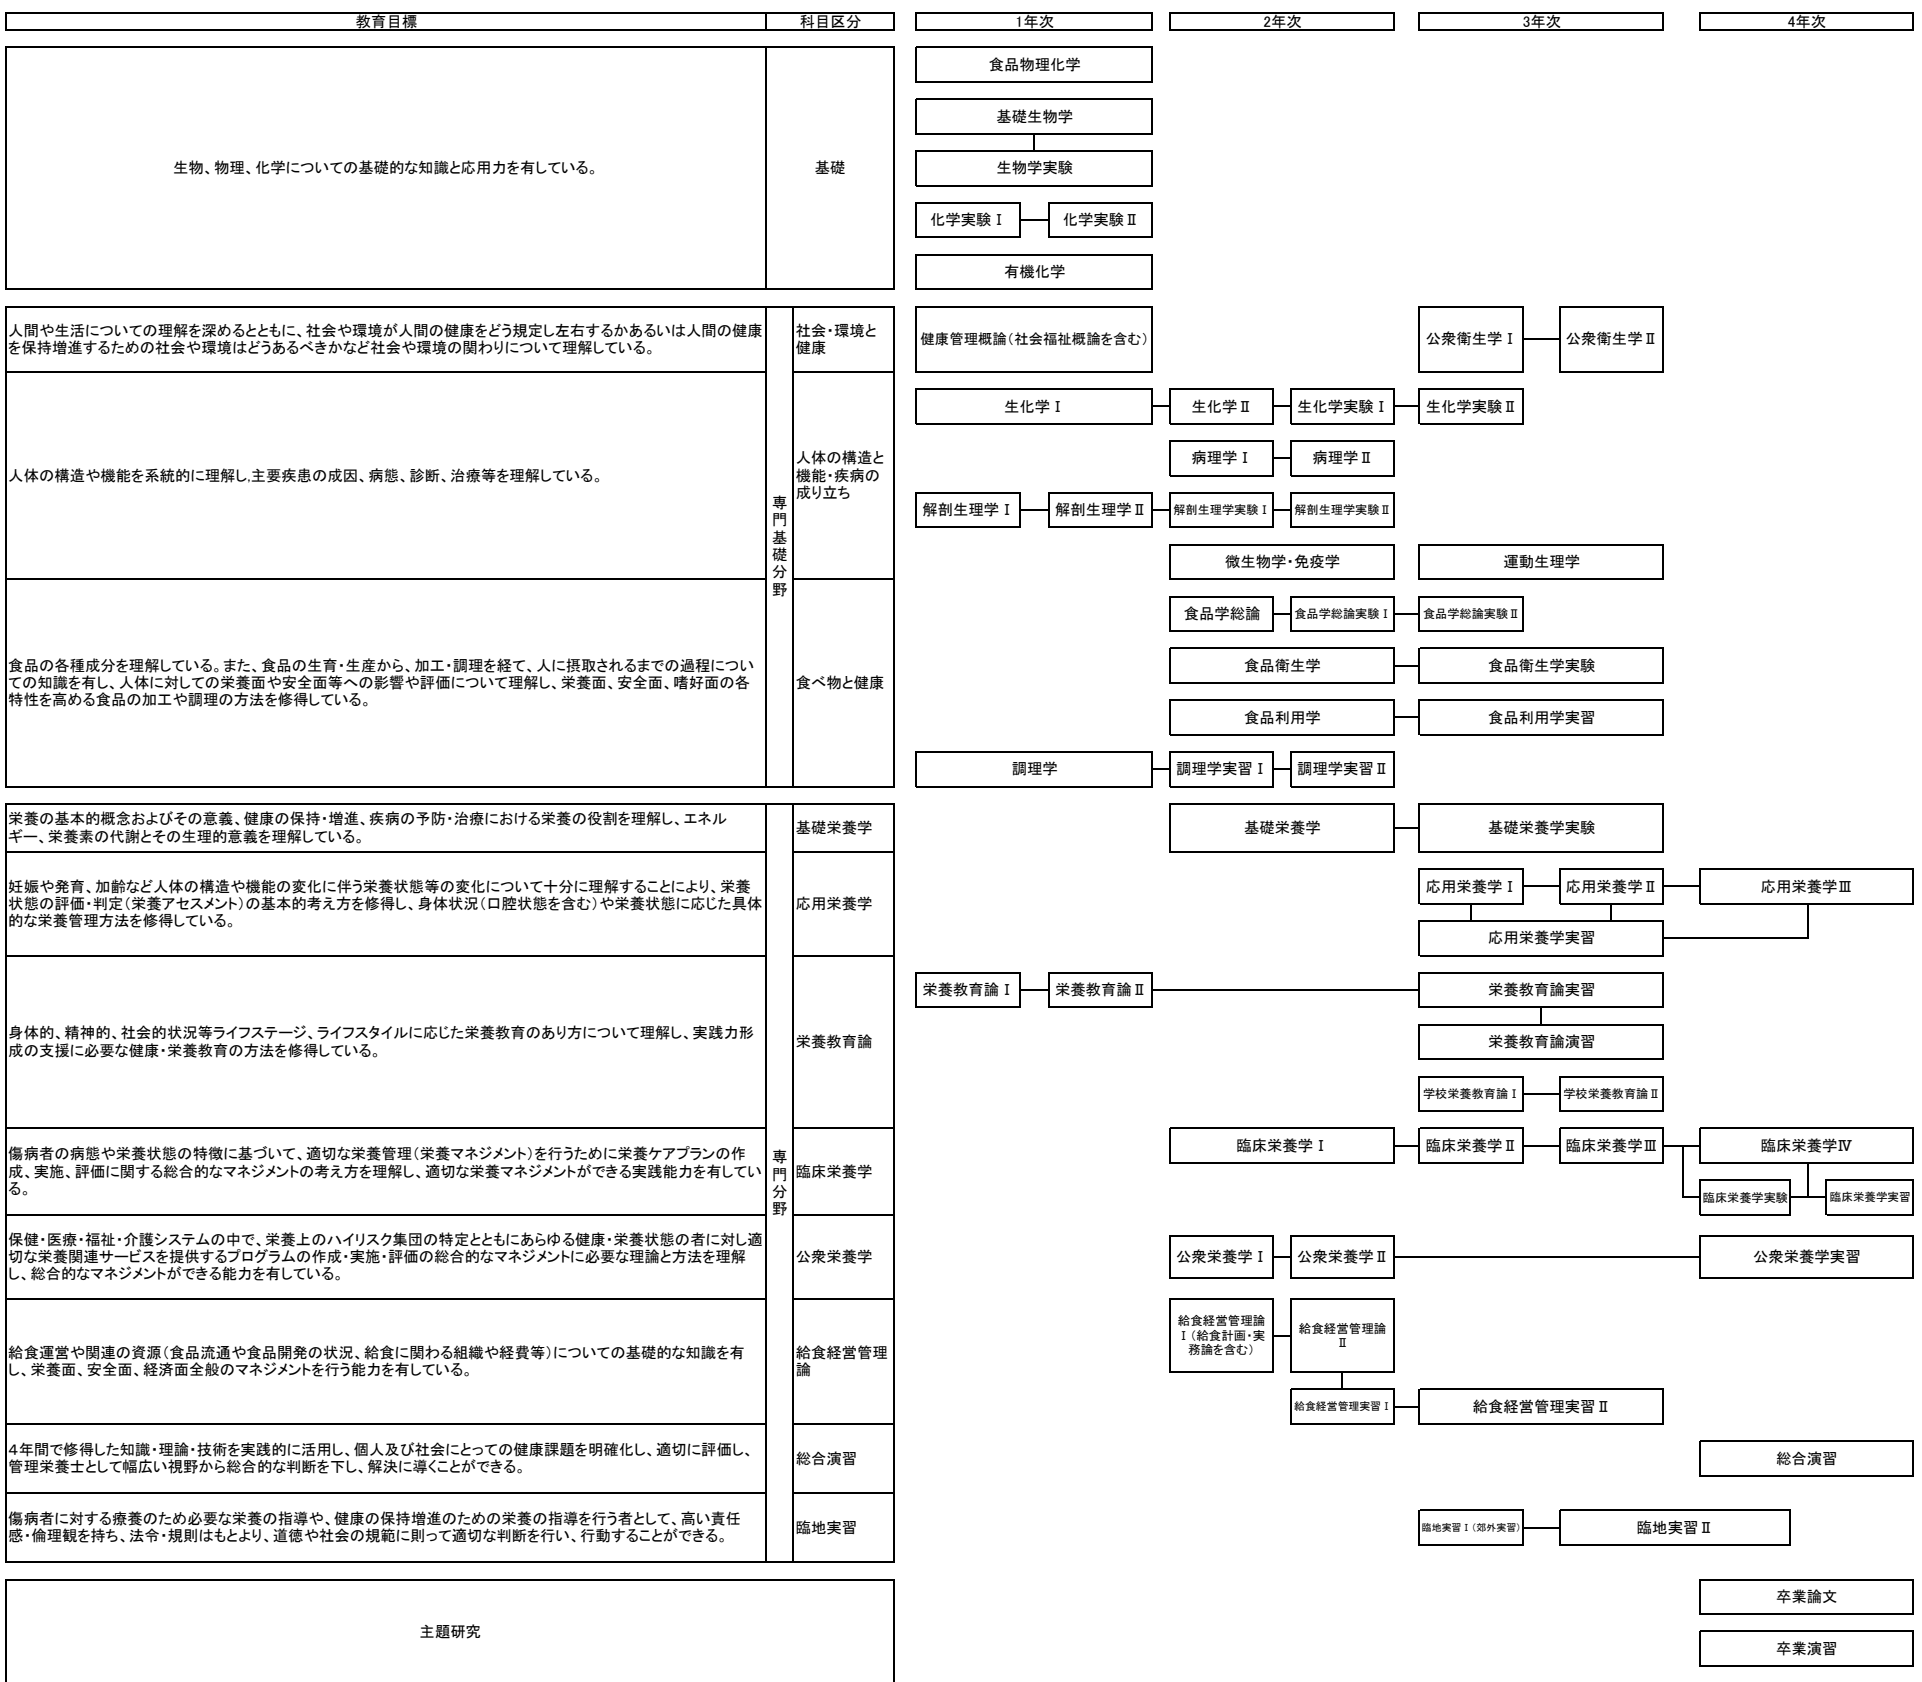 教育目標
科目区分
1年次
2年次
3年次
4年次
生物、物理、化学についての基礎的な知識と応用力を有している。
基礎
食品物理化学
基礎生物学
生物学実験
化学実験Ⅰ
化学実験Ⅱ
有機化学
専門基礎分野
人間や生活についての理解を深めるとともに、社会や環境が人間の健康をどう規定し左右するかあるいは人間の健康
を保持増進するための社会や環境はどうあるべきかなど社会や環境の関わりについて理解している。
社会・環境と
健康
健康管理概論(社会福祉概論を含む)
公衆衛生学Ⅰ
公衆衛生学Ⅱ
人体の構造や機能を系統的に理解し,主要疾患の成因、病態、診断、治療等を理解している。
人体の構造と
機能・疾病の
成り立ち
生化学Ⅰ
生化学Ⅱ
生化学実験Ⅰ
生化学実験Ⅱ
病理学Ⅰ
病理学Ⅱ
解剖生理学Ⅰ
解剖生理学Ⅱ
解剖生理学実験Ⅰ
解剖生理学実験Ⅱ
微生物学・免疫学
運動生理学
食品の各種成分を理解している。また、食品の生育・生産から、加工・調理を経て、人に摂取されるまでの過程につい
ての知識を有し、人体に対しての栄養面や安全面等への影響や評価について理解し、栄養面、安全面、嗜好面の各
特性を高める食品の加工や調理の方法を修得している。
食べ物と健康
食品学総論
食品学総論実験Ⅰ
食品学総論実験Ⅱ
食品衛生学
食品衛生学実験
食品利用学
食品利用学実習
調理学
調理学実習Ⅰ
調理学実習Ⅱ
専門分野
栄養の基本的概念およびその意義、健康の保持・増進、疾病の予防・治療における栄養の役割を理解し、エネル
ギー、栄養素の代謝とその生理的意義を理解している。
基礎栄養学
基礎栄養学
基礎栄養学実験
妊娠や発育、加齢など人体の構造や機能の変化に伴う栄養状態等の変化について十分に理解することにより、栄養
状態の評価・判定(栄養アセスメント)の基本的考え方を修得し、身体状況(口腔状態を含む)や栄養状態に応じた具体
的な栄養管理方法を修得している。
応用栄養学
応用栄養学Ⅰ
応用栄養学Ⅱ
応用栄養学Ⅲ
応用栄養学実習
身体的、精神的、社会的状況等ライフステージ、ライフスタイルに応じた栄養教育のあり方について理解し、実践力形
成の支援に必要な健康・栄養教育の方法を修得している。
栄養教育論
栄養教育論Ⅰ
栄養教育論Ⅱ
栄養教育論実習
栄養教育論演習
学校栄養教育論Ⅰ
学校栄養教育論Ⅱ
傷病者の病態や栄養状態の特徴に基づいて、適切な栄養管理(栄養マネジメント)を行うために栄養ケアプランの作
成、実施、評価に関する総合的なマネジメントの考え方を理解し、適切な栄養マネジメントができる実践能力を有してい
る。
臨床栄養学
臨床栄養学Ⅰ
臨床栄養学Ⅱ
臨床栄養学Ⅲ
臨床栄養学Ⅳ
臨床栄養学実験
臨床栄養学実習
保健・医療・福祉・介護システムの中で、栄養上のハイリスク集団の特定とともにあらゆる健康・栄養状態の者に対し適
切な栄養関連サービスを提供するプログラムの作成・実施・評価の総合的なマネジメントに必要な理論と方法を理解
し、総合的なマネジメントができる能力を有している。
公衆栄養学
公衆栄養学Ⅰ
公衆栄養学Ⅱ
公衆栄養学実習
給食運営や関連の資源(食品流通や食品開発の状況、給食に関わる組織や経費等)についての基礎的な知識を有
し、栄養面、安全面、経済面全般のマネジメントを行う能力を有している。
給食経営管理
論
給食経営管理論
Ⅰ(給食計画・実
務論を含む)
給食経営管理論
Ⅱ
給食経営管理実習Ⅰ
給食経営管理実習Ⅱ
4年間で修得した知識・理論・技術を実践的に活用し、個人及び社会にとっての健康課題を明確化し、適切に評価し、
管理栄養士として幅広い視野から総合的な判断を下し、解決に導くことができる。
総合演習
総合演習
傷病者に対する療養のため必要な栄養の指導や、健康の保持増進のための栄養の指導を行う者として、高い責任
感・倫理観を持ち、法令・規則はもとより、道徳や社会の規範に則って適切な判断を行い、行動することができる。
臨地実習
臨地実習Ⅰ(郊外実習)
臨地実習Ⅱ
主題研究
卒業論文
卒業演習